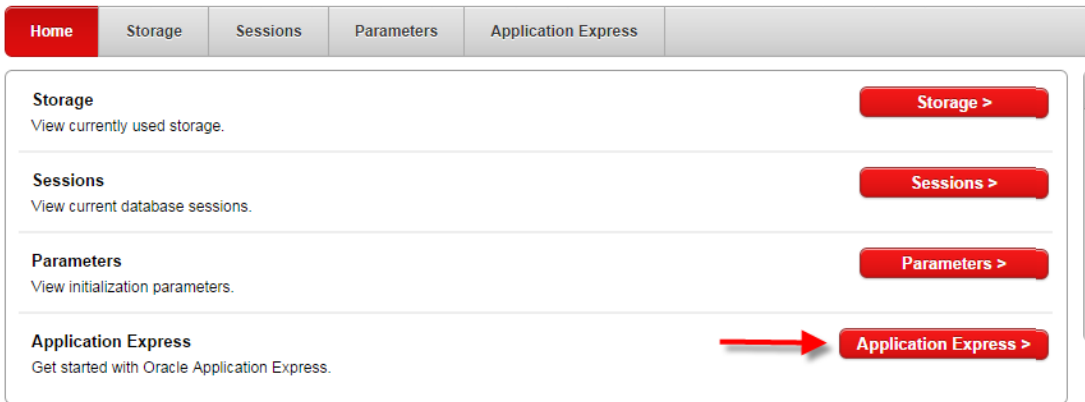 Home Storage Sessions Parameters Application Express
Storage
View currently used storage.
Storage >
Sessions
View current database sessions.
Sessions >
Parameters
View initialization parameters.
Parameters >
Application Express
Get started with Oracle Application Express.
Application Express >